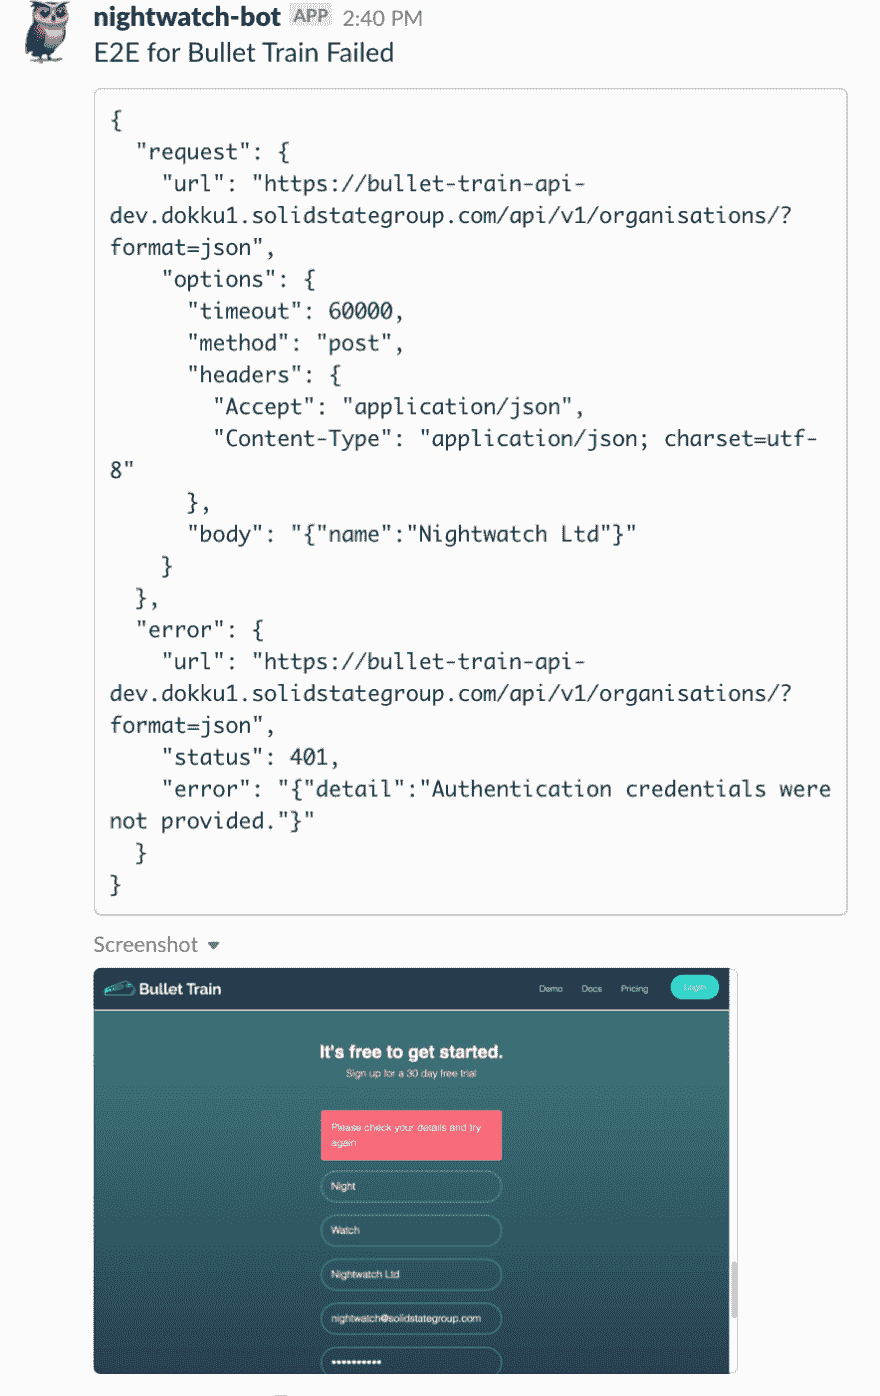 nightwatch-bot APP 2:40 PM
E2E for Bullet Train Failed
{
"request": {
"url": "https://bullet-train-api-
dev.dokku1.solidstategroup.com/api/v1/organisations/?
format=json",
"options": {
"timeout": 60000,
"method": "post",
"headers": {
"Accept": "application/json",
"Content-Type": "application/json; charset=utf-
8"
},
"body": "{"name":"Nightwatch Ltd"}"
}
},
"error": {
"url": "https://bullet-train-api-
dev.dokku1.solidstategroup.com/api/v1/organisations/?
format=json",
"status": 401,
"error": "{"detail":"Authentication credentials were
not provided."}"
}
}
Screenshot
Bullet Train Demo Docs Pricing Login
It's free to get started.
Sign up for a 30 day free trial
Please check your details and try
again
Night
Watch
Nightwatch Ltd
nightwatch@solidstategroup.com
••••••••••